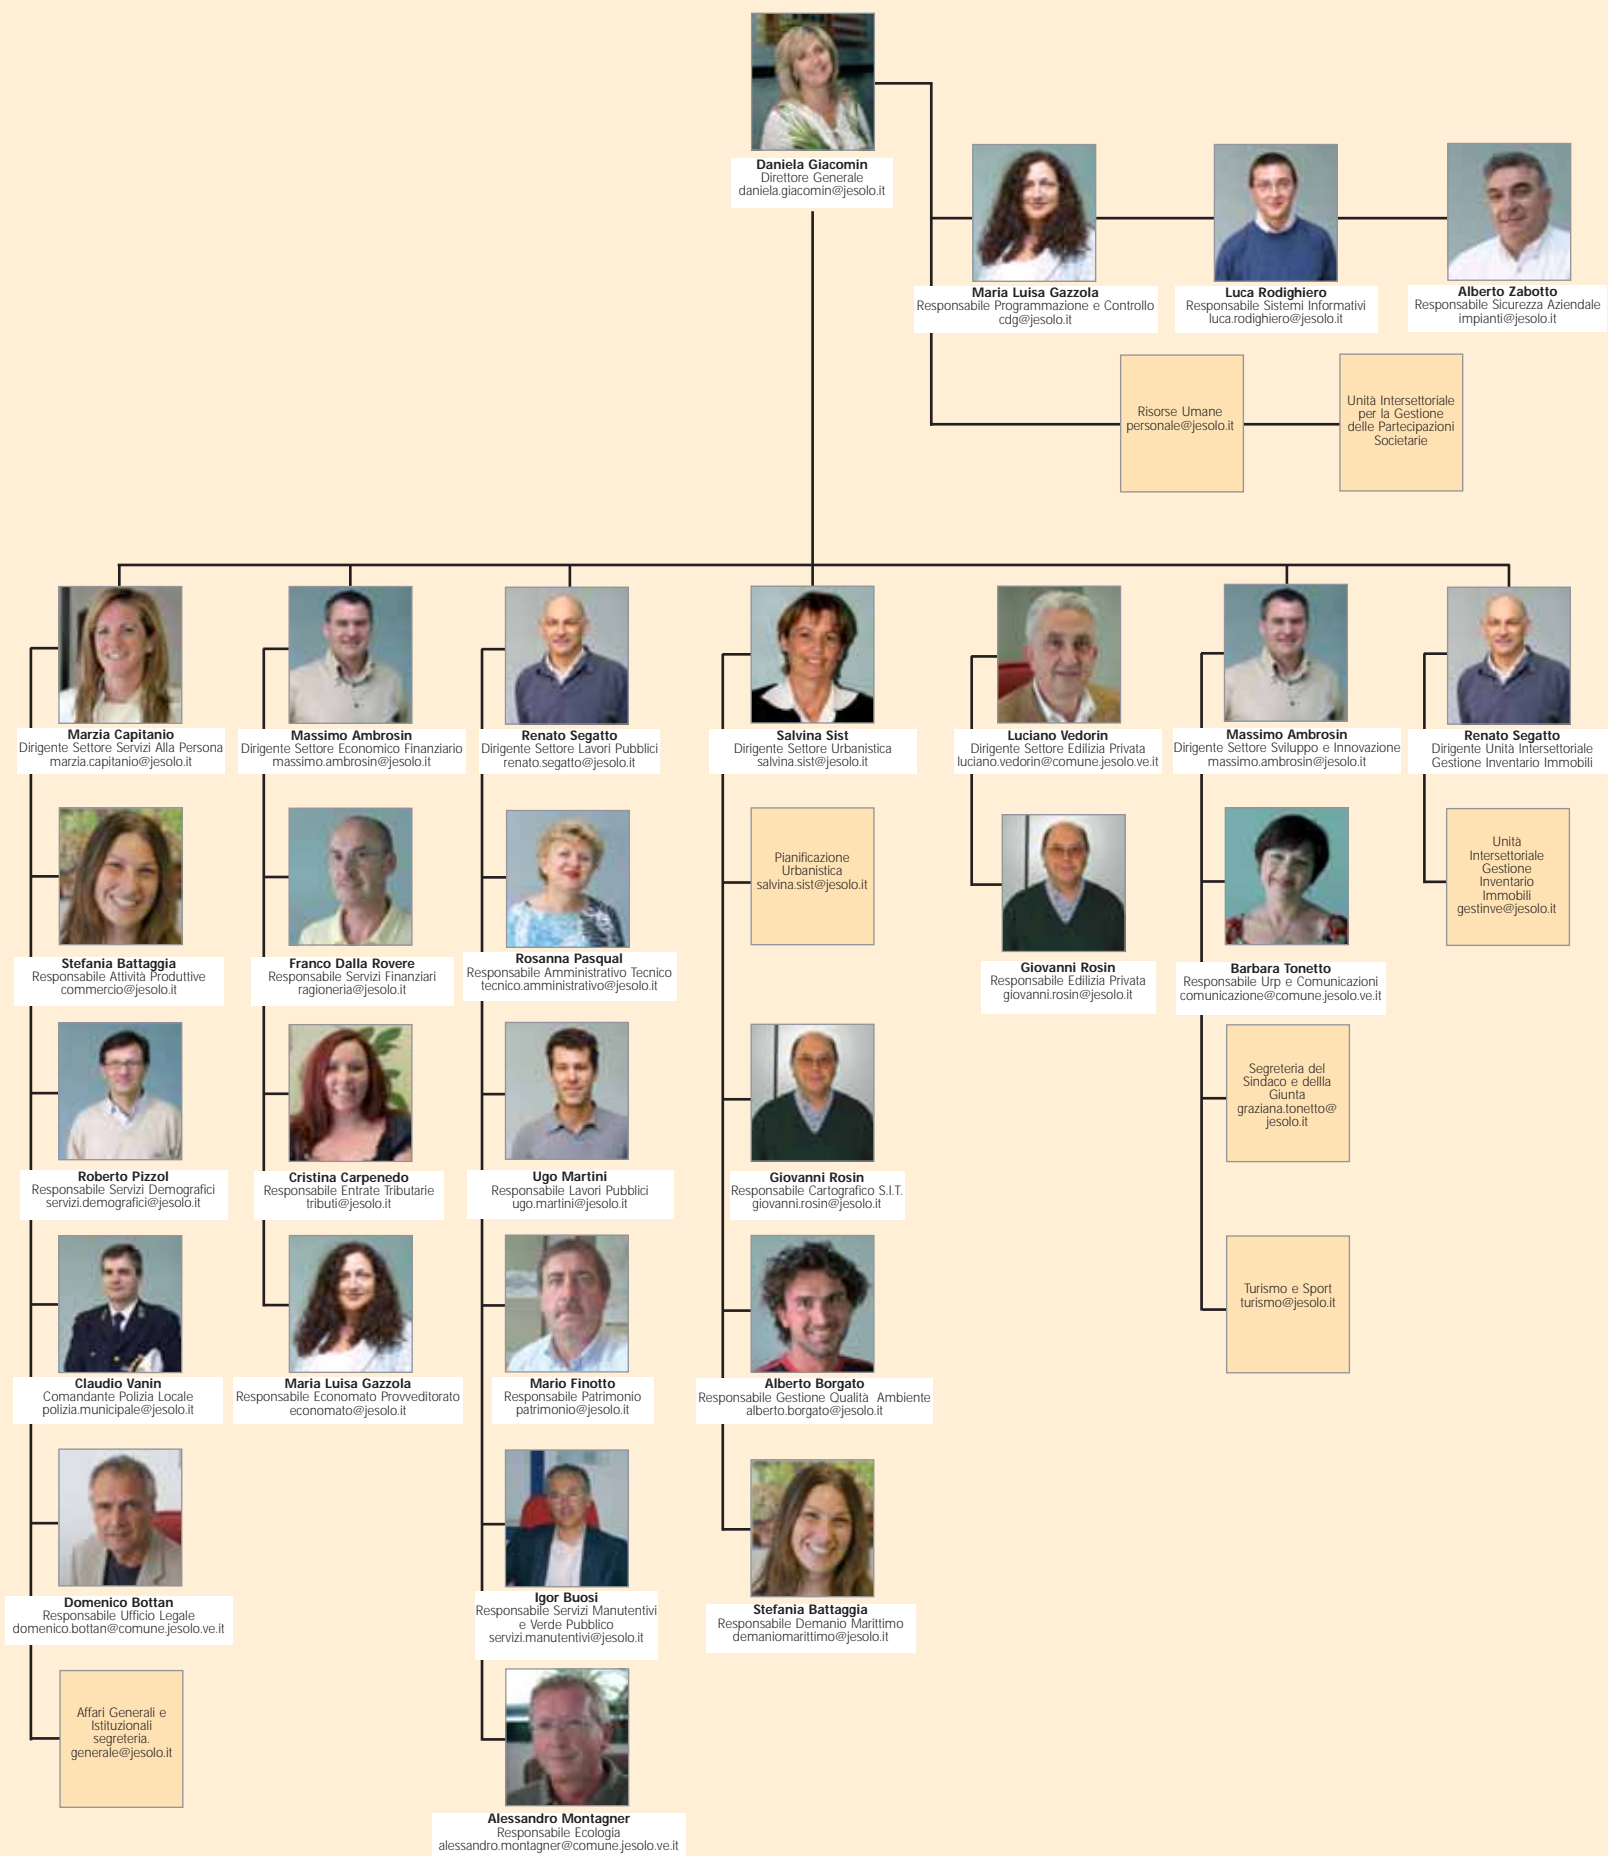 Daniela Giacomin
Direttore Generale
daniela.giacomin@jesolo.it
Maria Luisa Gazzola
Responsabile Programmazione e Controllo
cdg@jesolo.it
Luca Rodighiero
Responsabile Sistemi Informativi
luca.rodighiero@jesolo.it
Alberto Zabotto
Responsabile Sicurezza Aziendale
impianti@jesolo.it
Risorse Umane
personale@jesolo.it
Unità Intersettoriale
per la Gestione
delle Partecipazioni
Societarie
Marzia Capitanio
Dirigente Settore Servizi Alla Persona
marzia.capitanio@jesolo.it
Massimo Ambrosin
Dirigente Settore Economico Finanziario
massimo.ambrosin@jesolo.it
Renato Segatto
Dirigente Settore Lavori Pubblici
renato.segatto@jesolo.it
Salvina Sist
Dirigente Settore Urbanistica
salvina.sist@jesolo.it
Luciano Vedorin
Dirigente Settore Edilizia Privata
luciano.vedorin@comune.jesolo.ve.it
Massimo Ambrosin
Dirigente Settore Sviluppo e Innovazione
massimo.ambrosin@jesolo.it
Renato Segatto
Dirigente Unità Intersettoriale
Gestione Inventario Immobili
Stefania Battaggia
Responsabile Attività Produttive
commercio@jesolo.it
Franco Dalla Rovere
Responsabile Servizi Finanziari
ragioneria@jesolo.it
Rosanna Pasqual
Responsabile Amministrativo Tecnico
tecnico.amministrativo@jesolo.it
Pianificazione
Urbanistica
salvina.sist@jesolo.it
Giovanni Rosin
Responsabile Edilizia Privata
giovanni.rosin@jesolo.it
Barbara Tonetto
Responsabile Urp e Comunicazioni
comunicazione@comune.jesolo.ve.it
Unità
Intersettoriale
Gestione
Inventario
Immobili
gestinve@jesolo.it
Roberto Pizzol
Responsabile Servizi Demografici
servizi.demografici@jesolo.it
Cristina Carpenedo
Responsabile Entrate Tributarie
tributi@jesolo.it
Ugo Martini
Responsabile Lavori Pubblici
ugo.martini@jesolo.it
Giovanni Rosin
Responsabile Cartografico S.I.T.
giovanni.rosin@jesolo.it
Segreteria del
Sindaco e dellla
Giunta
graziana.tonetto@
jesolo.it
Claudio Vanin
Comandante Polizia Locale
polizia.municipale@jesolo.it
Maria Luisa Gazzola
Responsabile Economato Provveditorato
economato@jesolo.it
Mario Finotto
Responsabile Patrimonio
patrimonio@jesolo.it
Alberto Borgato
Responsabile Gestione Qualità Ambiente
alberto.borgato@jesolo.it
Turismo e Sport
turismo@jesolo.it
Domenico Bottan
Responsabile Ufficio Legale
domenico.bottan@comune.jesolo.ve.it
Igor Buosi
Responsabile Servizi Manutentivi
e Verde Pubblico
servizi.manutentivi@jesolo.it
Stefania Battaggia
Responsabile Demanio Marittimo
demaniomarittimo@jesolo.it
Affari Generali e
Istituzionali
segreteria.
generale@jesolo.it
Alessandro Montagner
Responsabile Ecologia
alessandro.montagner@comune.jesolo.ve.it